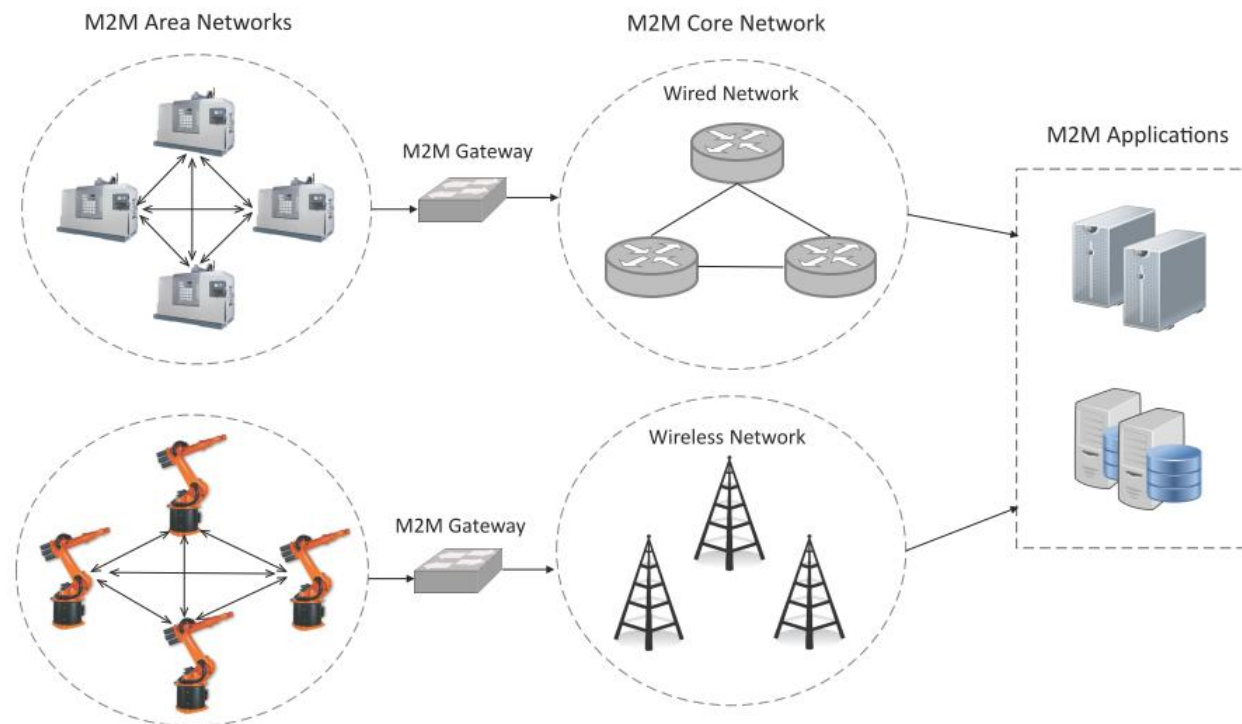 M2M Area Networks
M2M Core Network
Wired Network
M2M Gateway
M2M Applications
Wireless Network
M2M Gateway